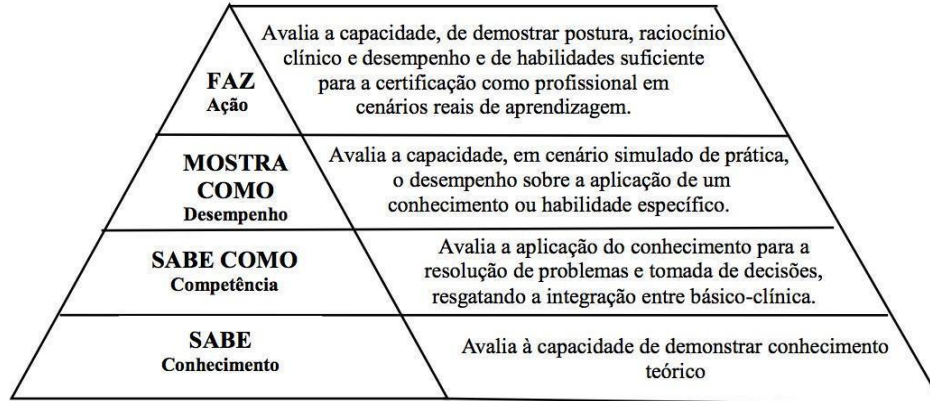 FAZ
Ação
Avalia a capacidade, de demostrar postura, raciocínio
clínico e desempenho e de habilidades suficiente
para a certificação como profissional em
cenários reais de aprendizagem.
MOSTRA
COMO
Desempenho
Avalia a capacidade, em cenário simulado de prática,
o desempenho sobre a aplicação de um
conhecimento ou habilidade específico.
SABE COMO
Competência
Avalia a aplicação do conhecimento para a
resolução de problemas e tomada de decisões,
resgatando a integração entre básico-clínica.
SABE
Conhecimento
Avalia à capacidade de demonstrar conhecimento
teórico